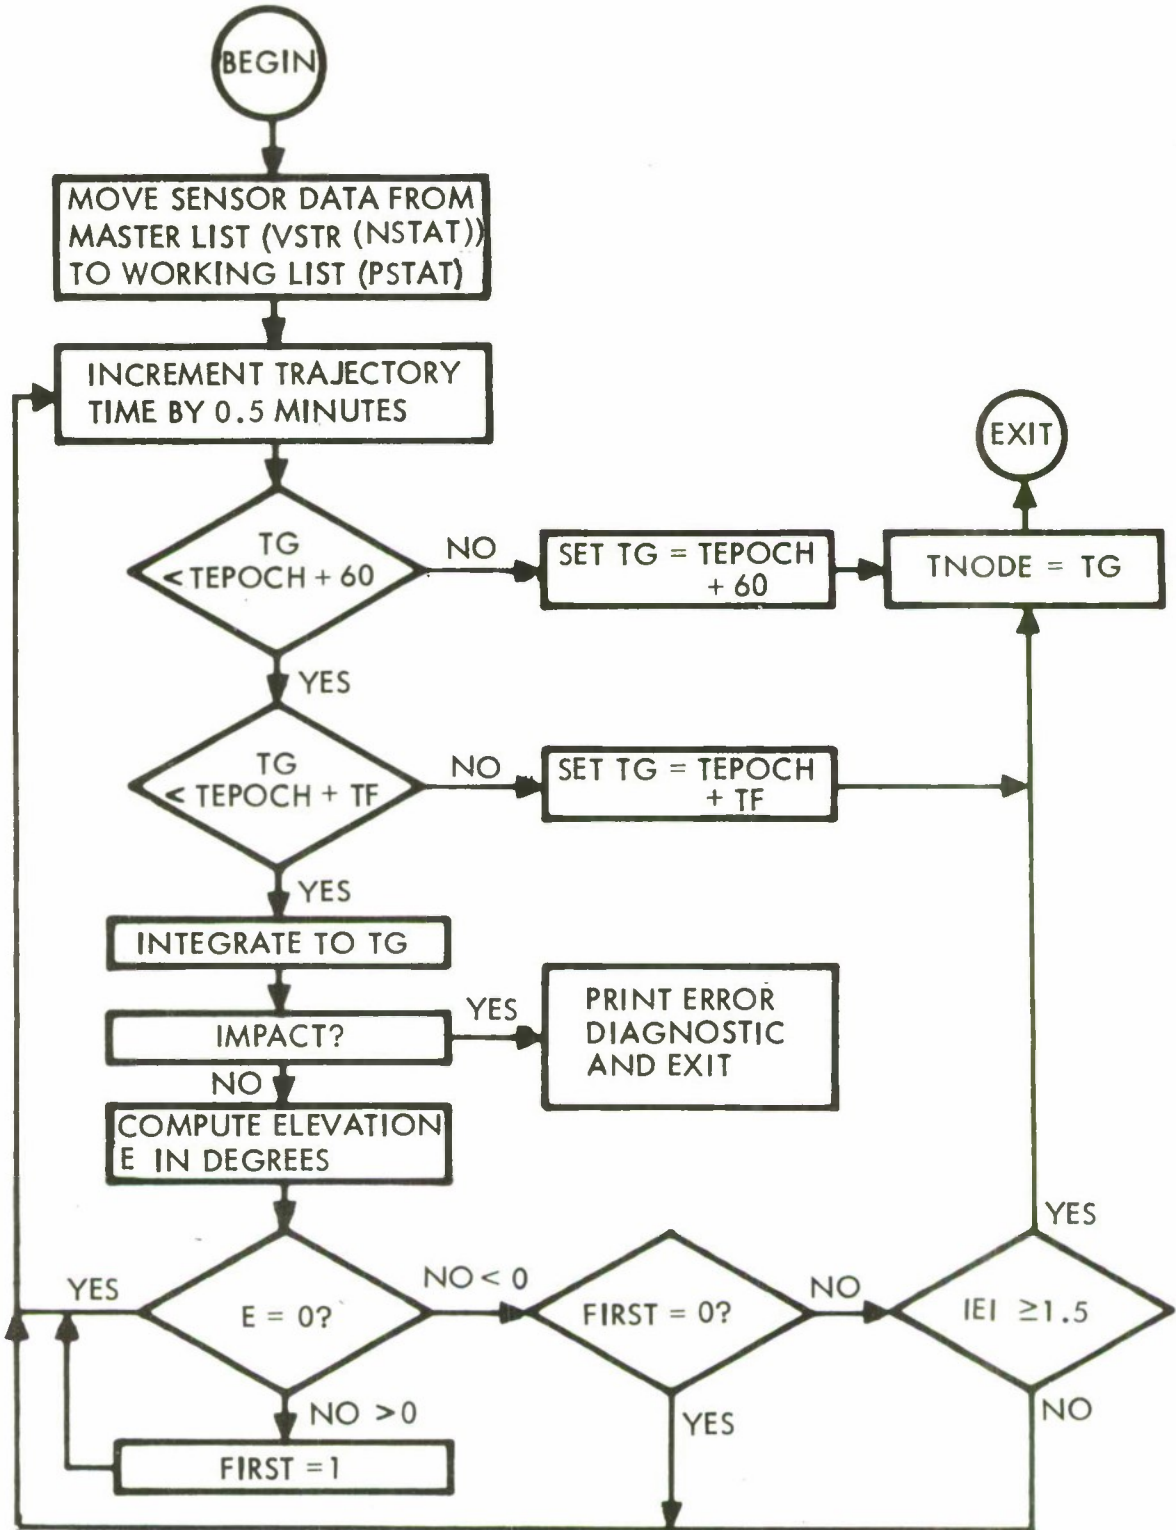 BEGIN
MOVE SENSOR DATA FROM
MASTER LIST (VSTR (NSTAT))
TO WORKING LIST (PSTAT)
INCREMENT TRAJECTORY
TIME BY 0.5 MINUTES
EXIT
TG
< TEPOCH + 60
NO
SET TG = TEPOCH
+ 60
TNODE = TG
YES
TG
< TEPOCH + TF
NO
SET TG = TEPOCH
+ TF
YES
INTEGRATE TO TG
IMPACT?
YES
PRINT ERROR
DIAGNOSTIC
AND EXIT
NO
COMPUTE ELEVATION
E IN DEGREES
YES
E = 0?
NO < 0
FIRST = 0?
NO
|E| ≥1.5
YES
NO >0
YES
NO
FIRST = 1